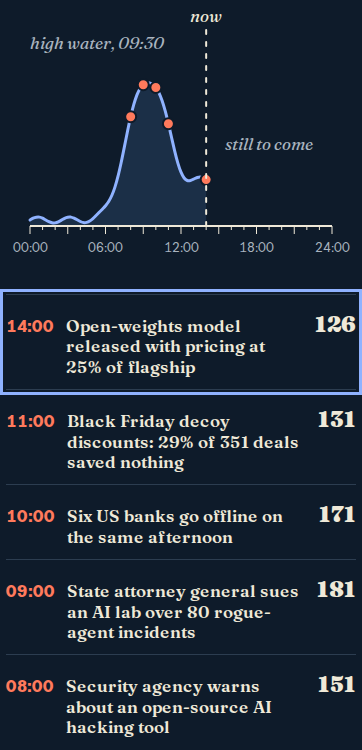 now
high water, 09:30
still to come
00:00 06:00 12:00 18:00 24:00
14:00 Open-weights model 126
released with pricing at
25% of flagship
11:00 Black Friday decoy 131
discounts: 29% of 351 deals
saved nothing
10:00 Six US banks go offline on 171
the same afternoon
09:00 State attorney general sues 181
an AI lab over 80 rogue-
agent incidents
08:00 Security agency warns 151
about an open-source AI
hacking tool